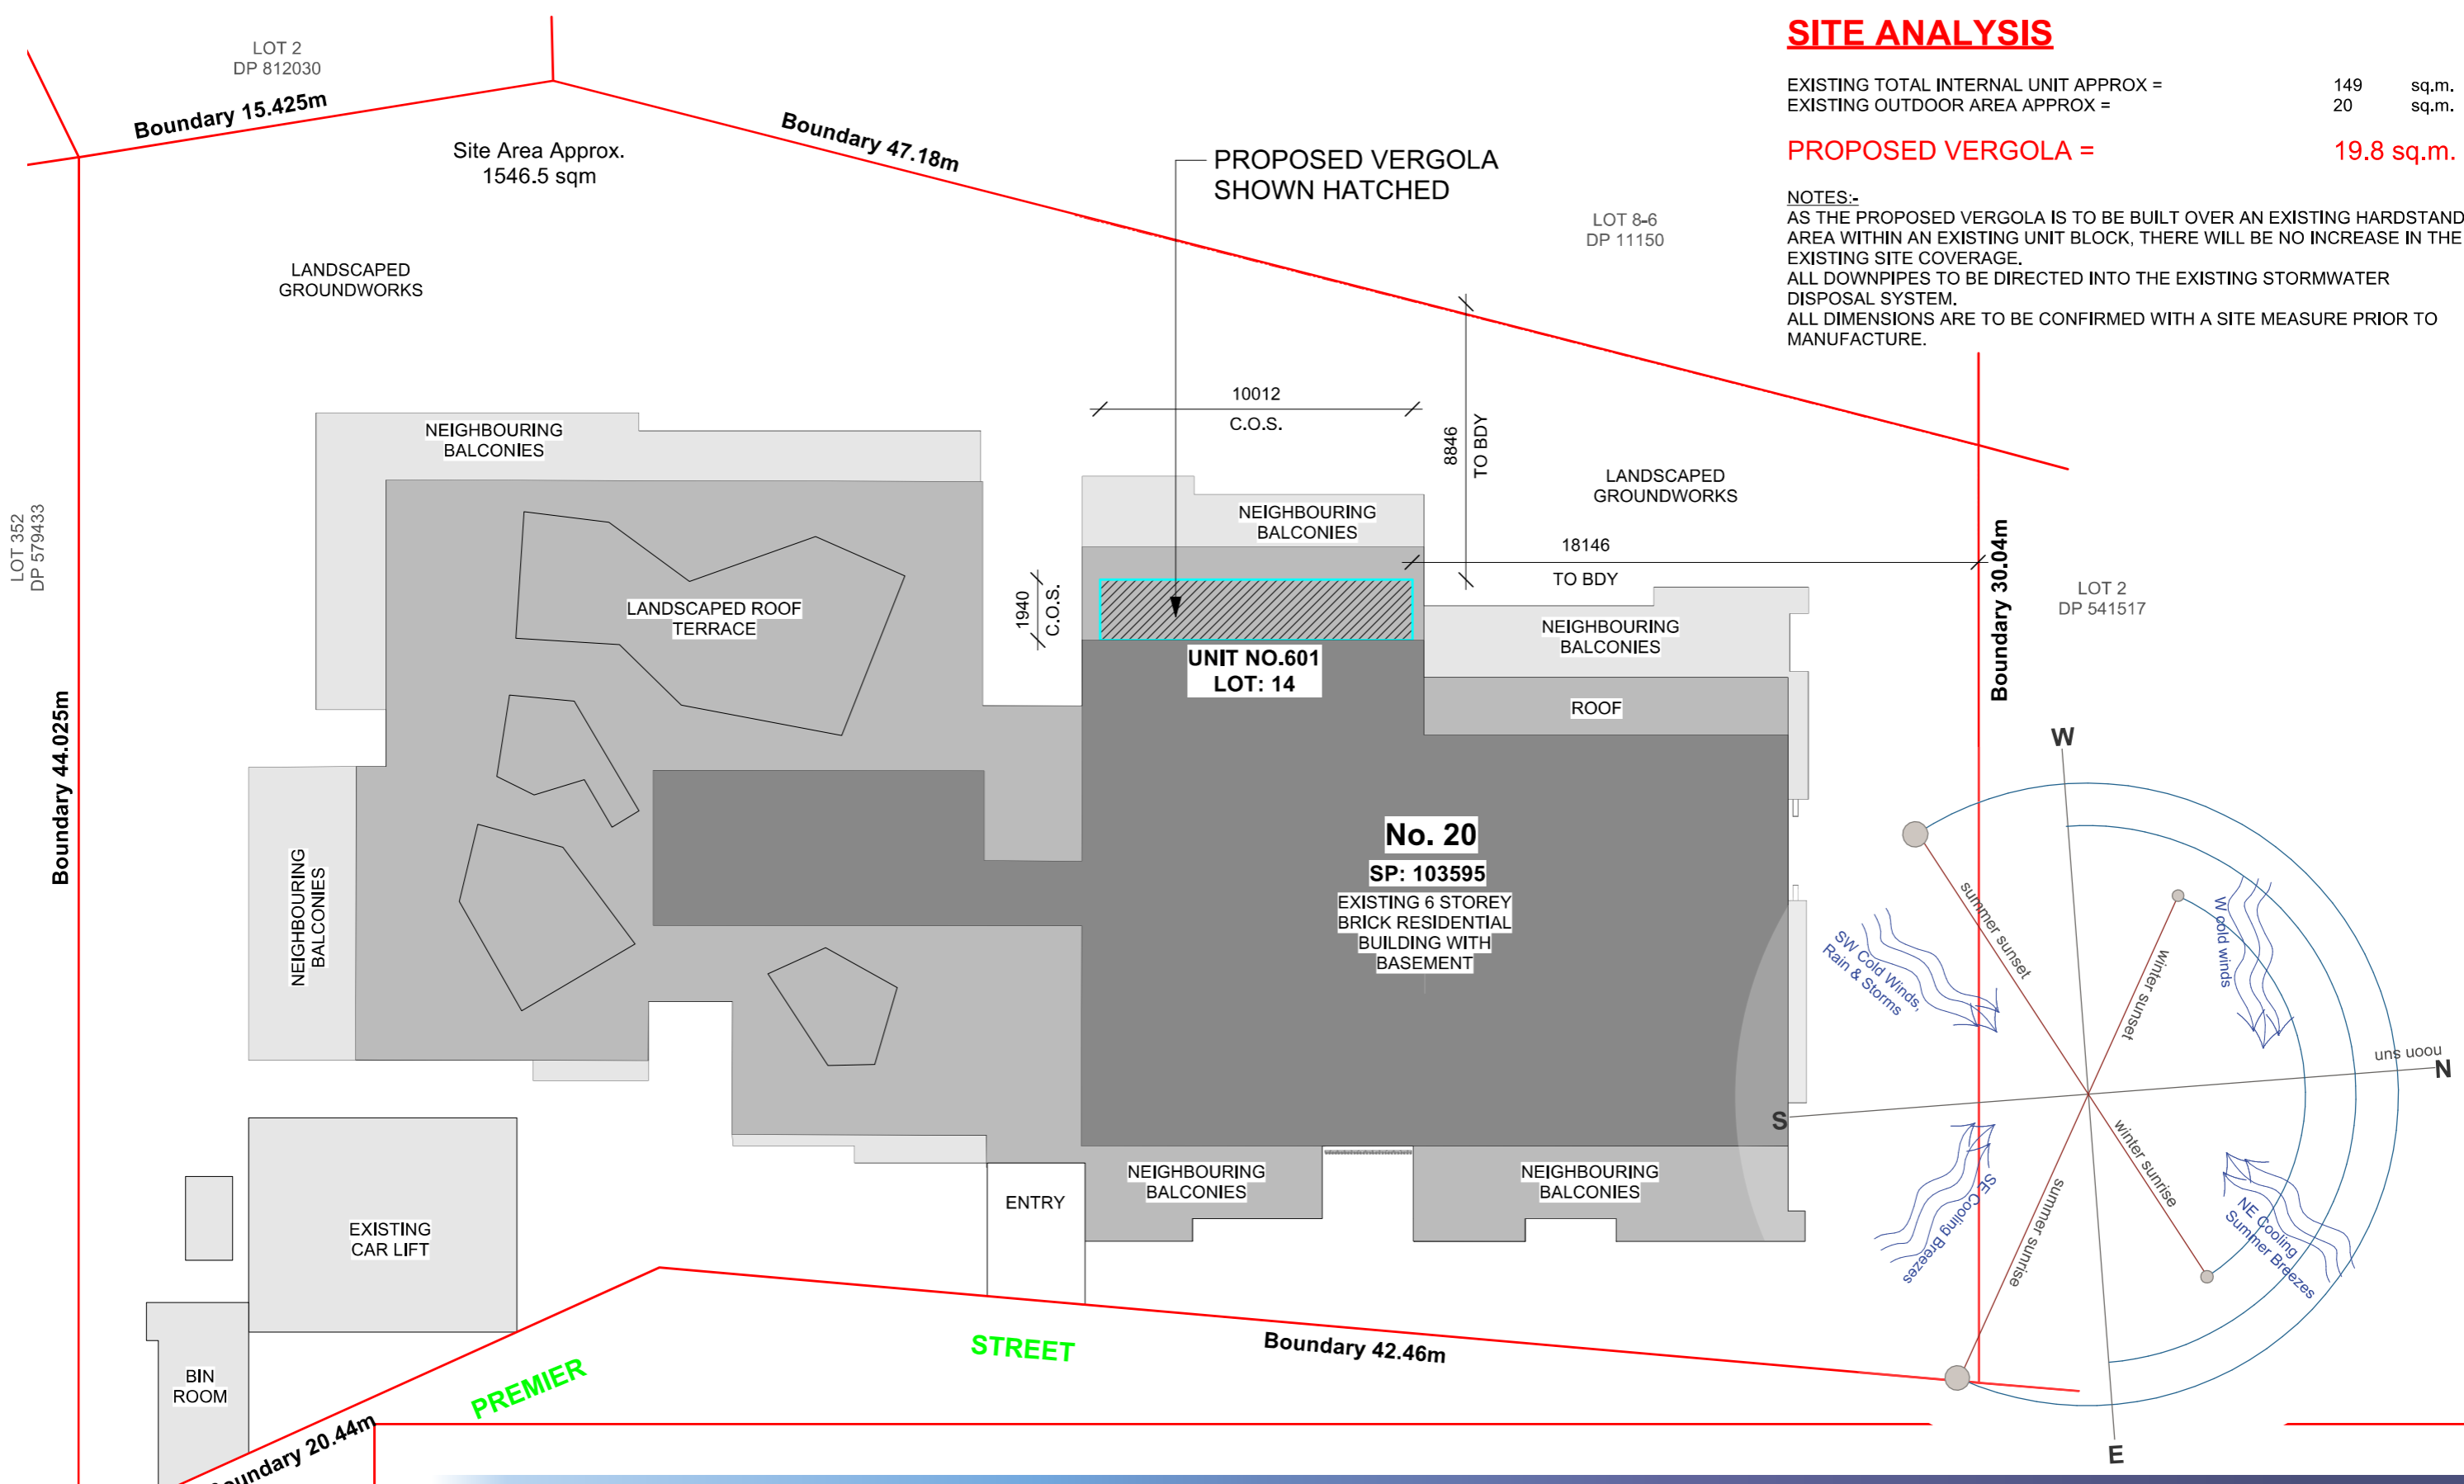 SITE ANALYSIS
EXISTING TOTAL INTERNAL UNIT APPROX = 149 sq.m.
EXISTING OUTDOOR AREA APPROX = 20 sq.m.
PROPOSED VERGOLA = 19.8 sq.m.
NOTES:-
AS THE PROPOSED VERGOLA IS TO BE BUILT OVER AN EXISTING HARDSTAND
AREA WITHIN AN EXISTING UNIT BLOCK, THERE WILL BE NO INCREASE IN THE
EXISTING SITE COVERAGE.
ALL DOWNPIPES TO BE DIRECTED INTO THE EXISTING STORMWATER
DISPOSAL SYSTEM.
ALL DIMENSIONS ARE TO BE CONFIRMED WITH A SITE MEASURE PRIOR TO
MANUFACTURE.
LOT 2
DP 812030
Boundary 15.425m
Site Area Approx.
1546.5 sqm
Boundary 47.18m
PROPOSED VERGOLA
SHOWN HATCHED
LOT 8-6
DP 11150
LANDSCAPED
GROUNDWORKS
10012
C.O.S.
8846
TO BDY
NEIGHBOURING
BALCONIES
LANDSCAPED
GROUNDWORKS
NEIGHBOURING
BALCONIES
LOT 352
DP 579433
18146
TO BDY
Boundary 30.04m
LOT 2
DP 541517
1940
C.O.S.
LANDSCAPED ROOF
TERRACE
NEIGHBOURING
BALCONIES
UNIT NO.601
LOT: 14
ROOF
Boundary 44.025m
No. 20
SP: 103595
EXISTING 6 STOREY
BRICK RESIDENTIAL
BUILDING WITH
BASEMENT
NEIGHBOURING
BALCONIES
W
summer sunset
W cold winds
SW Cold Winds,
Rain & Storms
winter sunset
noon sun
N
S
winter sunrise
SE Cooling Breezes
summer sunrise
NE Cooling
Summer Breezes
E
NEIGHBOURING
BALCONIES
NEIGHBOURING
BALCONIES
ENTRY
EXISTING
CAR LIFT
BIN
ROOM
PREMIER
STREET
Boundary 42.46m
Boundary 20.44m